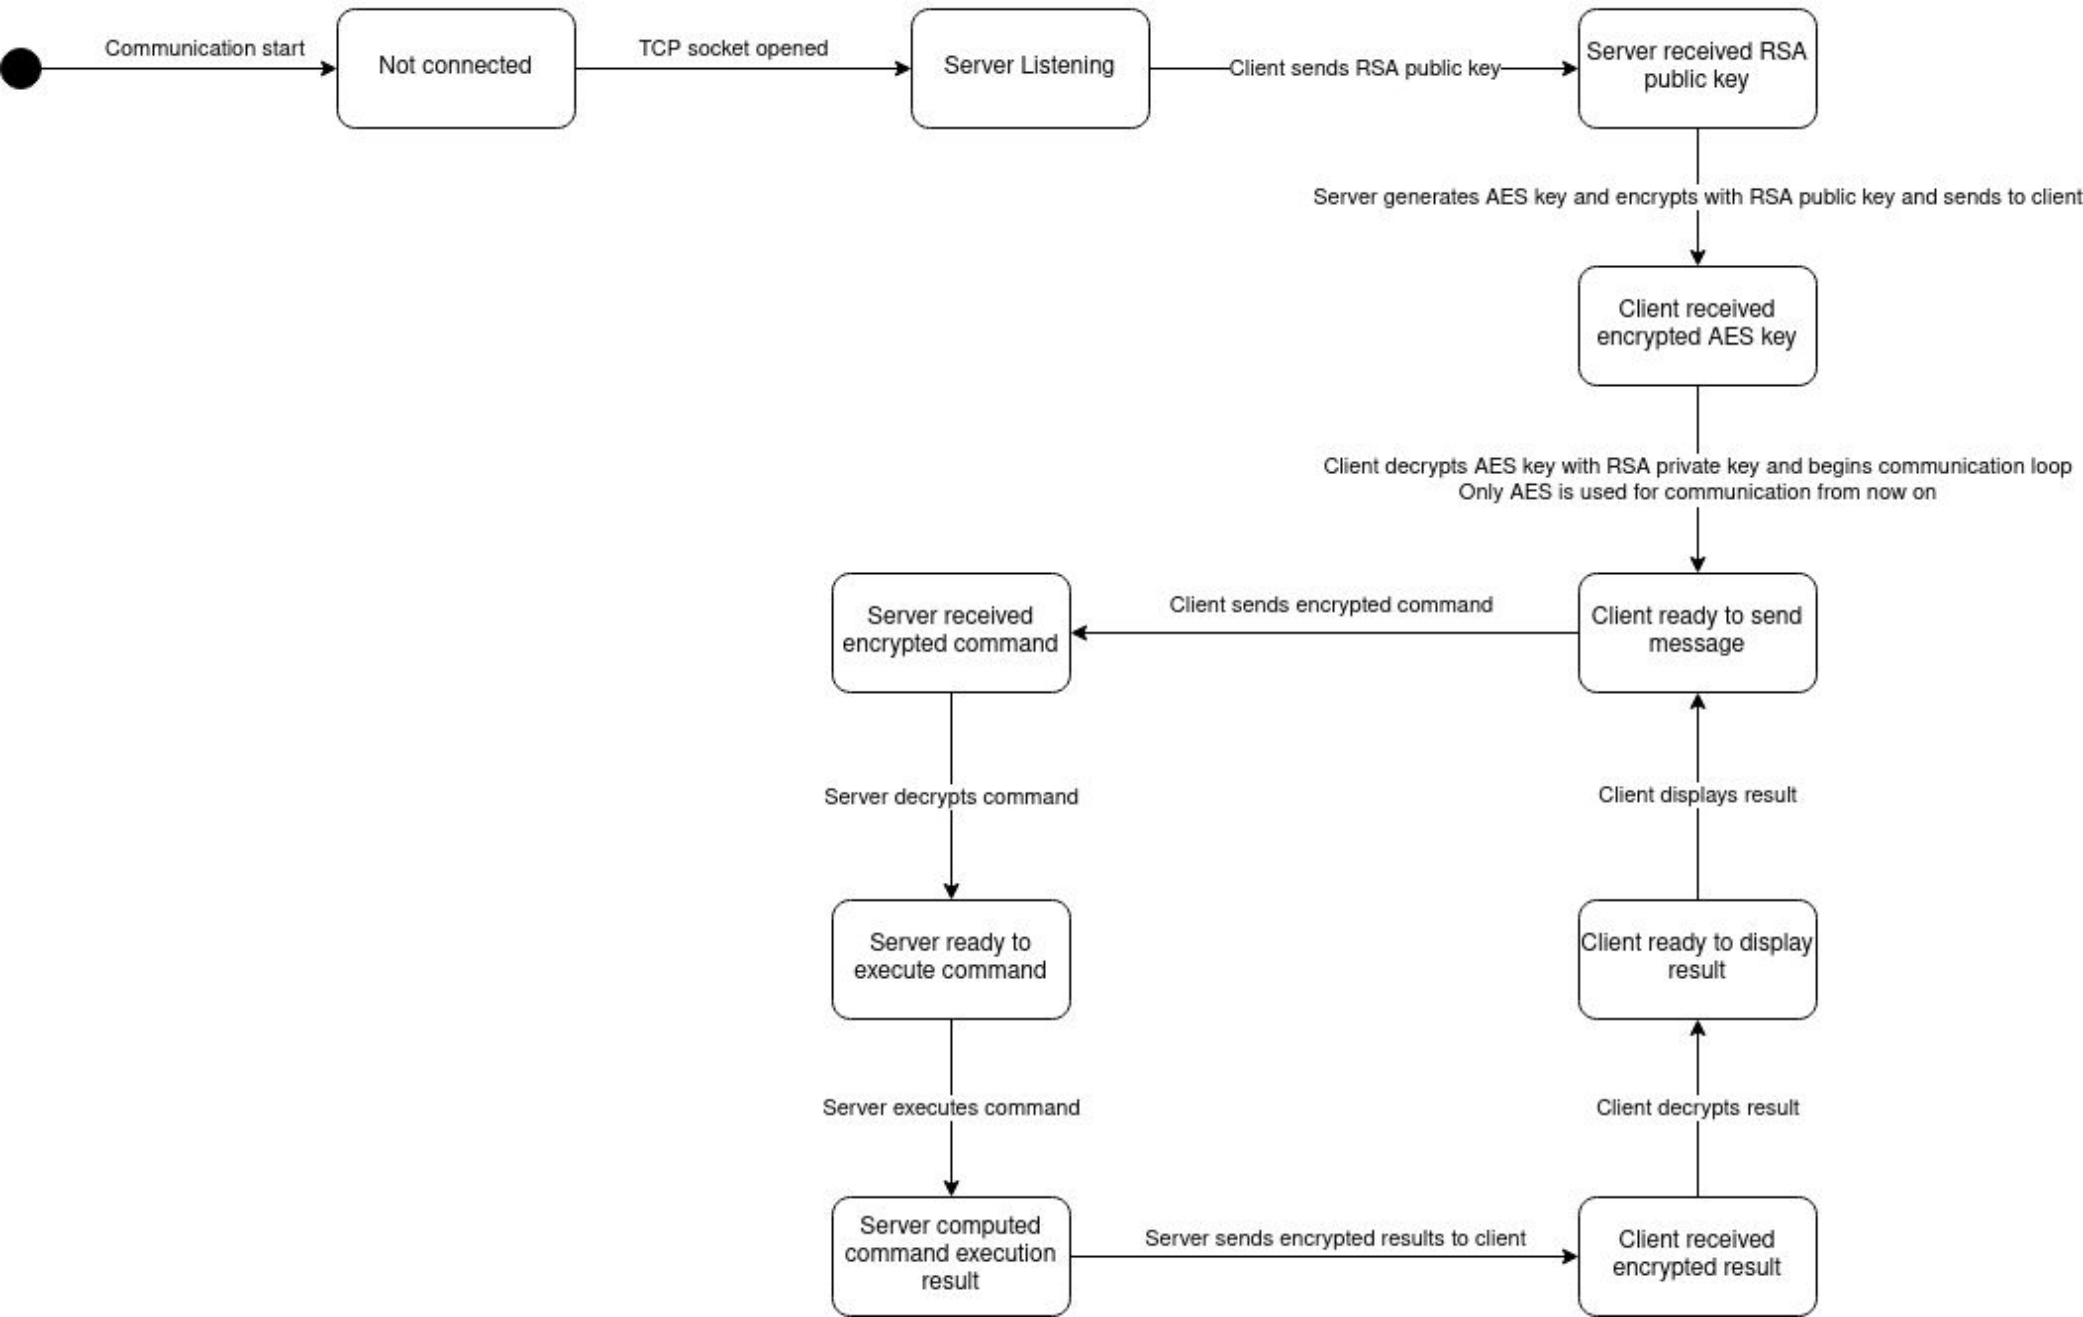 Communication start
Not connected
TCP socket opened
Server Listening
Client sends RSA public key
Server received RSA
public key
Server generates AES key and encrypts with RSA public key and sends to client
Client received
encrypted AES key
Client decrypts AES key with RSA private key and begins communication loop
Only AES is used for communication from now on
Client ready to send
message
Client sends encrypted command
Server received
encrypted command
Server decrypts command
Server ready to
execute command
Server executes command
Server computed
command execution
result
Server sends encrypted results to client
Client received
encrypted result
Client decrypts result
Client ready to display
result
Client displays result